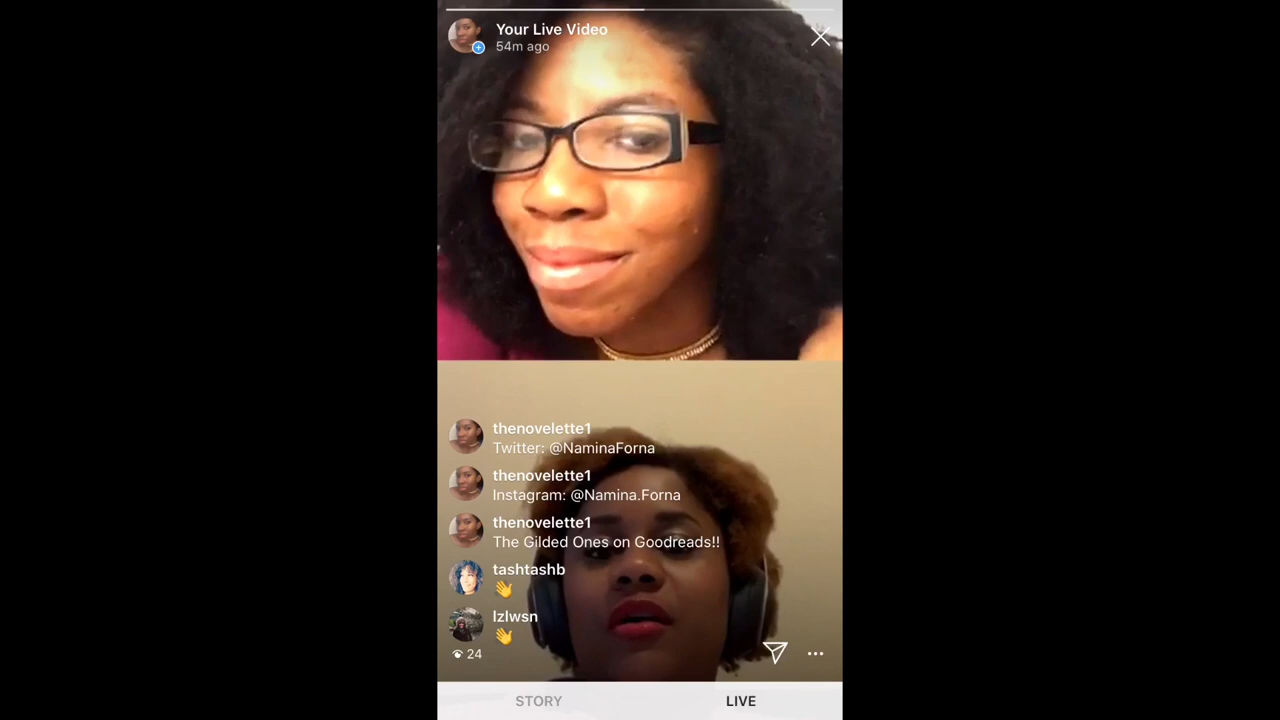 Your Live Video
54m ago
thenovelette1
Twitter: @NaminaForna
thenovelette1
Instagram: @Namina.Forna
thenovelette1
The Gilded Ones on Goodreads!!
tashtashb
👋
lzlwsn
👋
24
STORY
LIVE